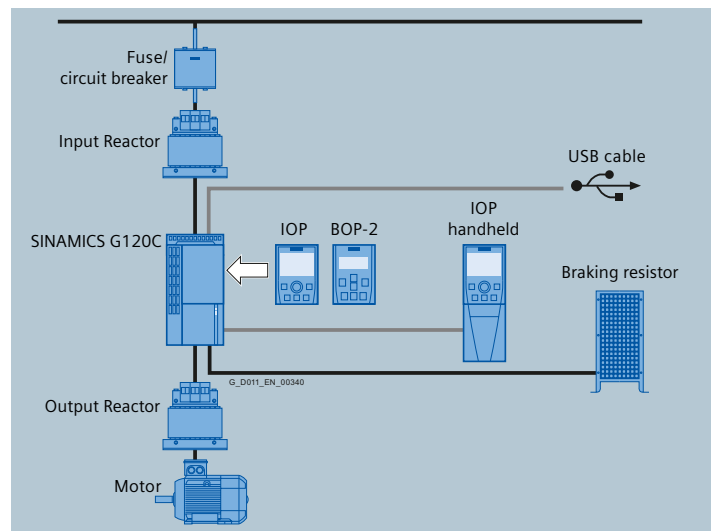 Fuse/
circuit breaker
Input Reactor
USB cable
SINAMICS G120C
IOP
BOP-2
IOP
handheld
Braking resistor
G_D011_EN_00340
Output Reactor
Motor